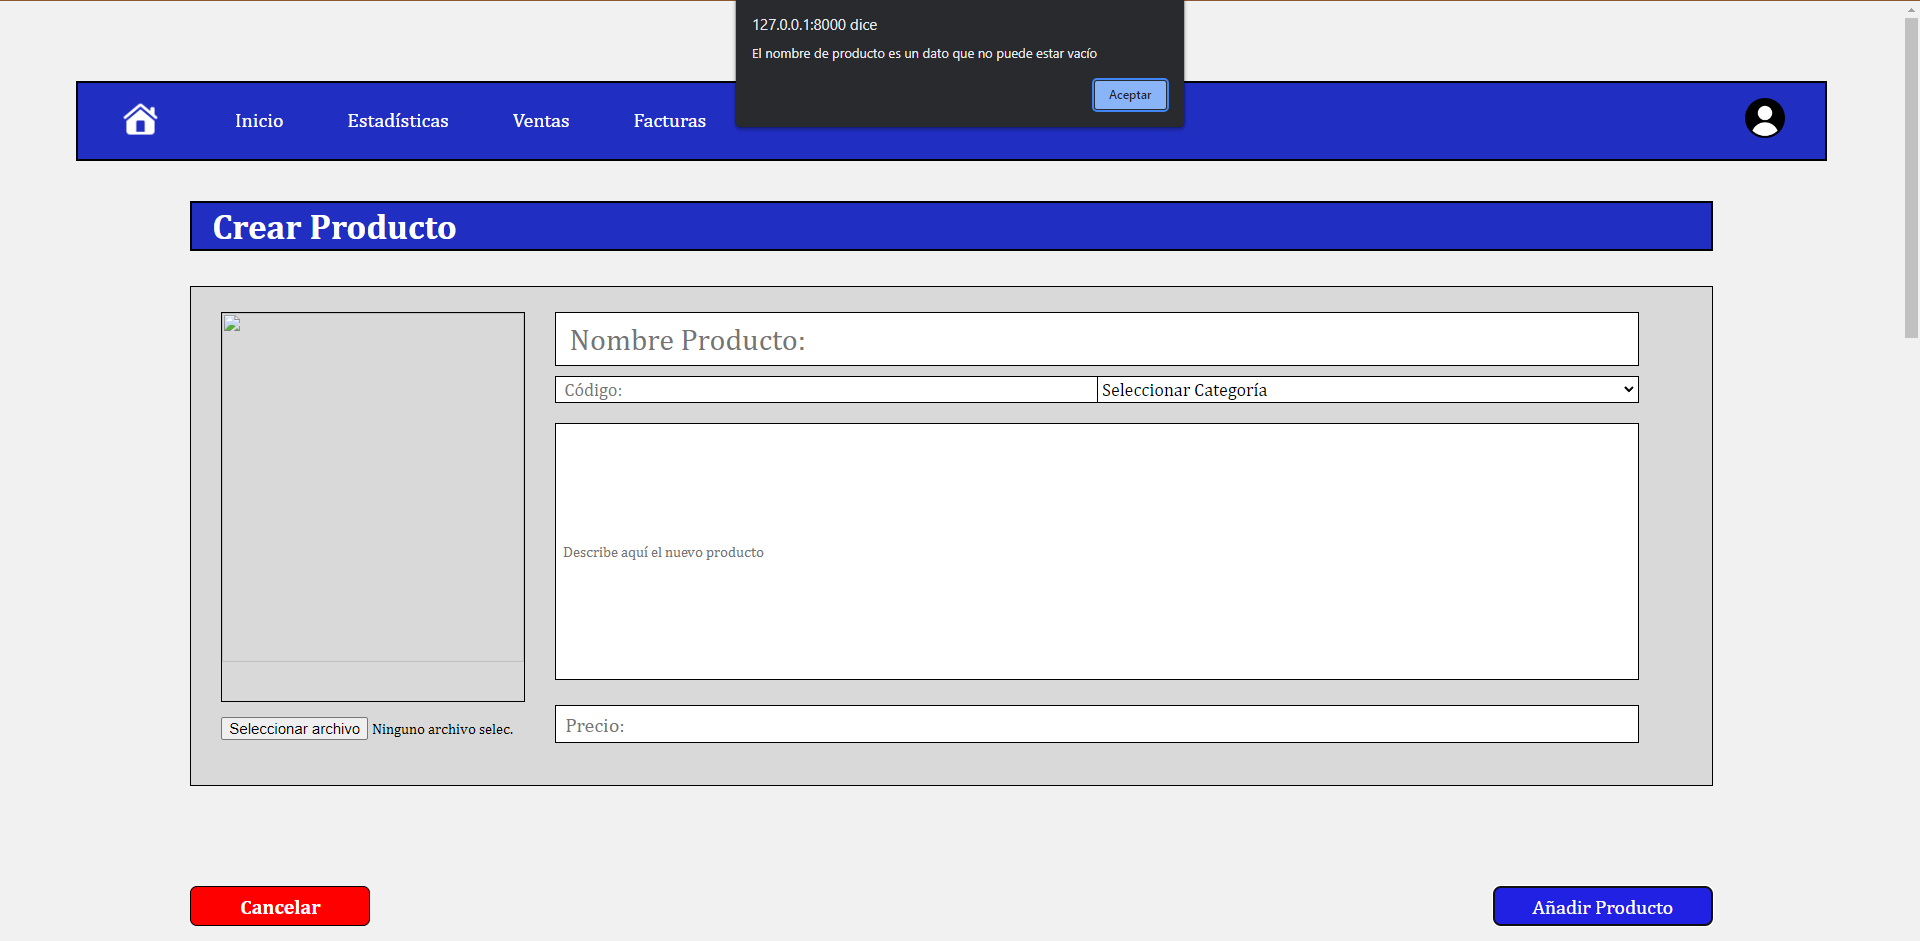 127.0.0.1:8000 dice
El nombre de producto es un dato que no puede estar vacío
Aceptar
Inicio
Estadísticas
Ventas
Facturas
Crear Producto
Nombre Producto:
Código:
Seleccionar Categoría
Describe aquí el nuevo producto
Seleccionar archivo
Ninguno archivo selec.
Precio:
Cancelar
Añadir Producto